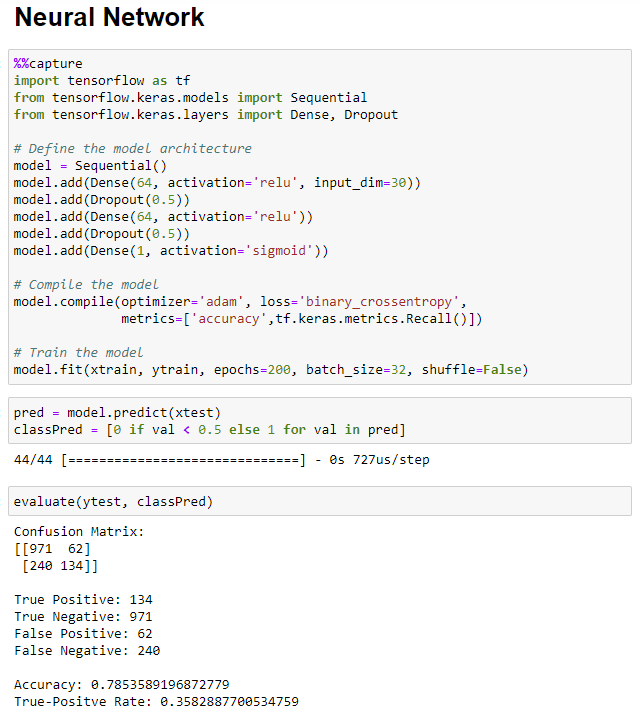 Neural Network
%%capture
import tensorflow as tf
from tensorflow.keras.models import Sequential
from tensorflow.keras.layers import Dense, Dropout
# Define the model architecture
model = Sequential()
model.add(Dense(64, activation='relu', input_dim=30))
model.add(Dropout(0.5))
model.add(Dense(64, activation='relu'))
model.add(Dropout(0.5))
model.add(Dense(1, activation='sigmoid'))
# Compile the model
model.compile(optimizer='adam', loss='binary_crossentropy',
metrics=['accuracy',tf.keras.metrics.Recall()])
# Train the model
model.fit(xtrain, ytrain, epochs=200, batch_size=32, shuffle=False)
pred = model.predict(xtest)
classPred = [0 if val < 0.5 else 1 for val in pred]
44/44 [==============================] - 0s 727us/step
evaluate(ytest, classPred)
Confusion Matrix:
[[971  62]
[240 134]]
True Positive: 134
True Negative: 971
False Positive: 62
False Negative: 240
Accuracy: 0.7853589196872779
True-Positve Rate: 0.3582887700534759